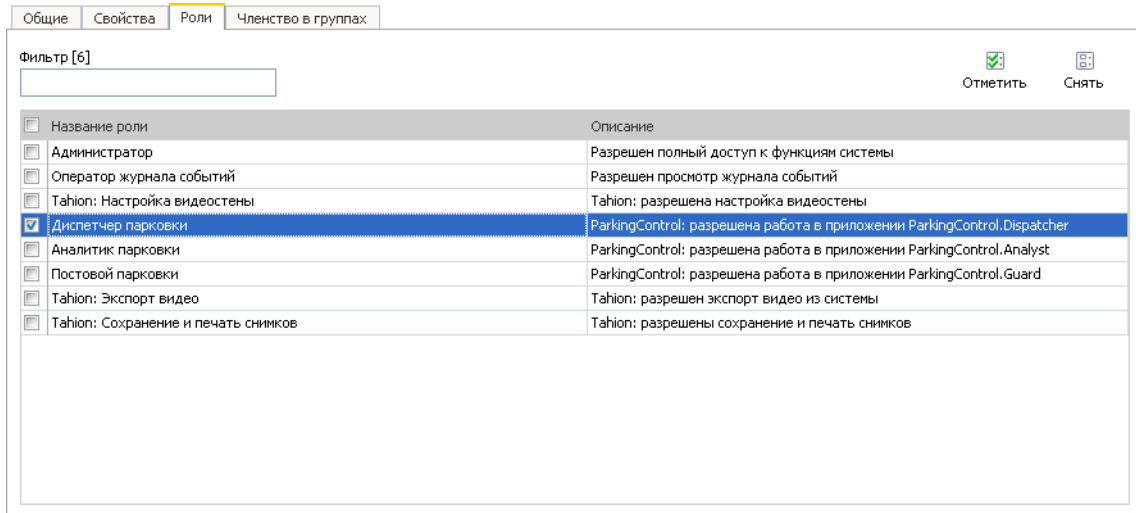 Общие Свойства Роли Членство в группах
Фильтр [6]
Отметить Снять
Название роли Описание
Администратор Разрешен полный доступ к функциям системы
Оператор журнала событий Разрешен просмотр журнала событий
Tahion: Настройка видеостены Tahion: разрешена настройка видеостены
Диспетчер парковки ParkingControl: разрешена работа в приложении ParkingControl.Dispatcher
Аналитик парковки ParkingControl: разрешена работа в приложении ParkingControl.Analyst
Постовой парковки ParkingControl: разрешена работа в приложении ParkingControl.Guard
Tahion: Экспорт видео Tahion: разрешен экспорт видео из системы
Tahion: Сохранение и печать снимков Tahion: разрешены сохранение и печать снимков